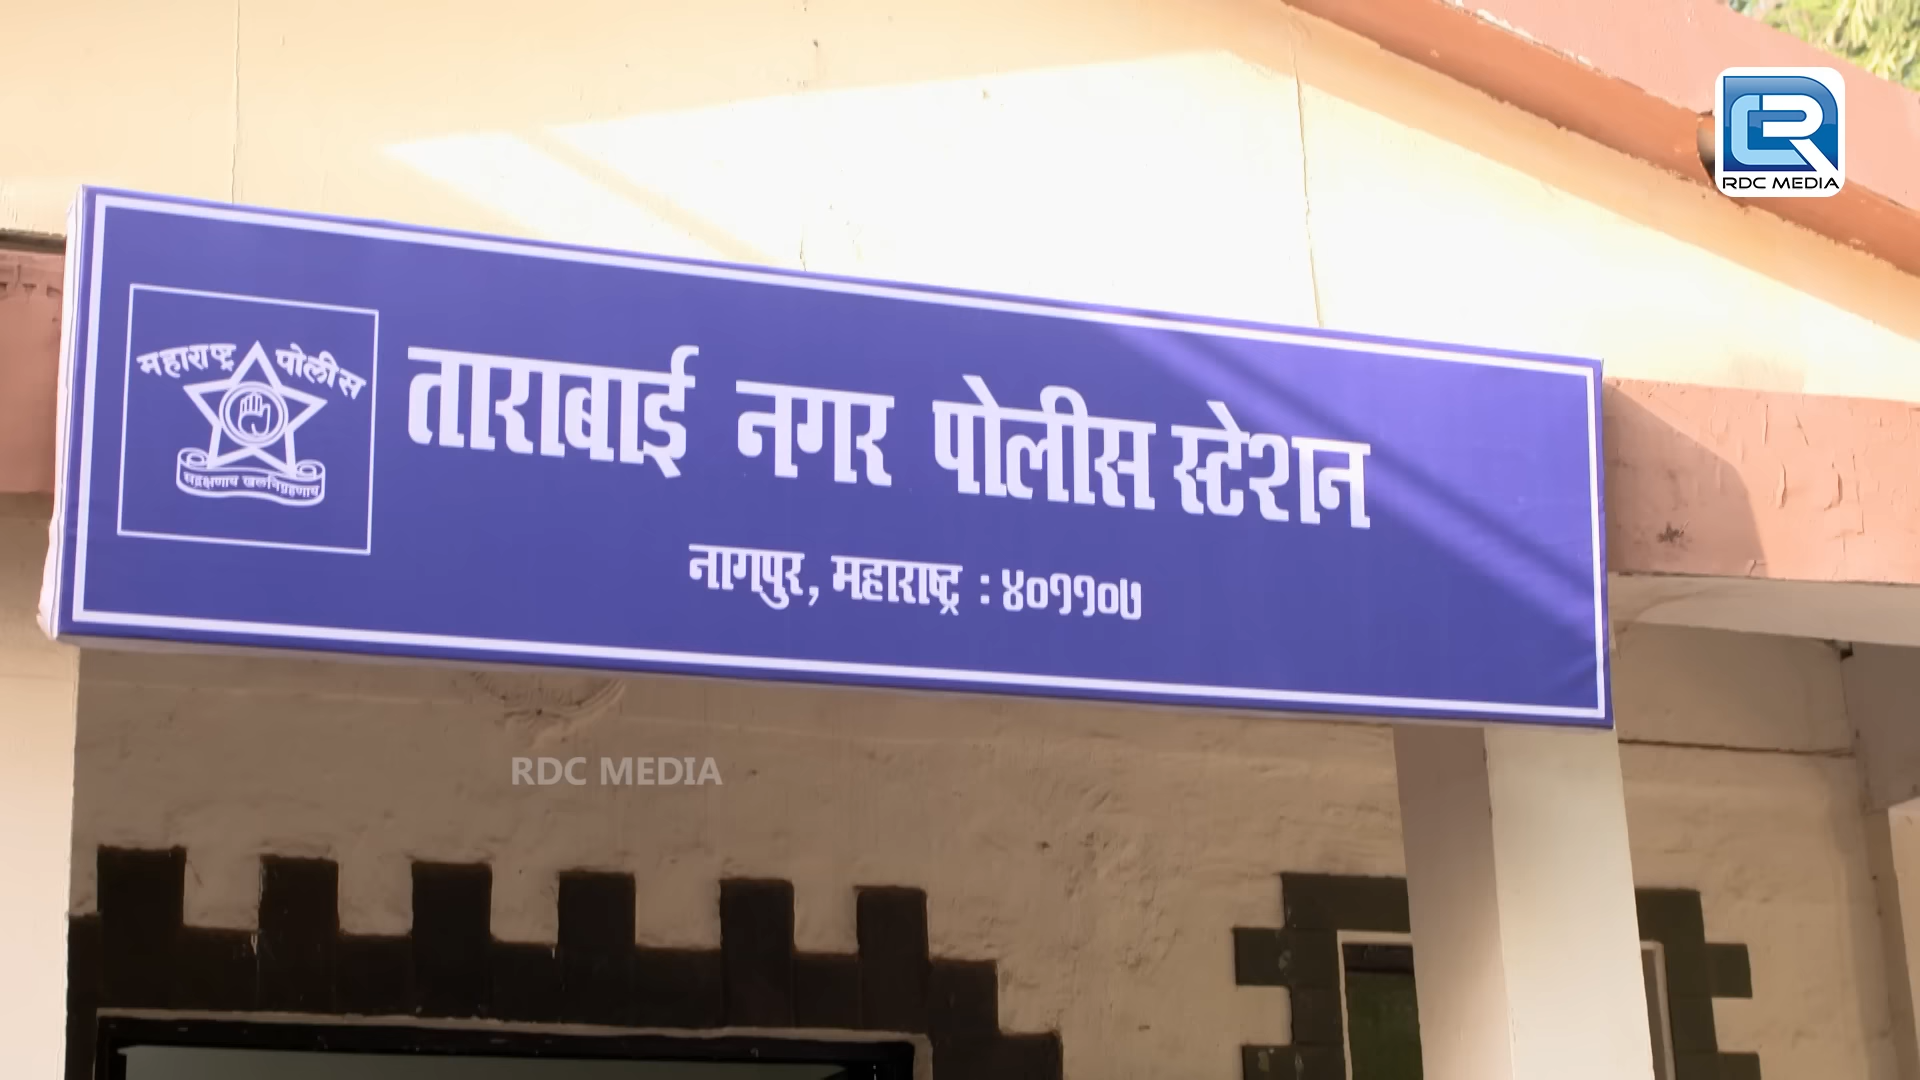 RDC MEDIA
महाराष्ट्र पोलीस
सद्रक्षणाय खलनिग्रहणाय
ताराबाई नगर पोलीस स्टेशन
नागपुर, महाराष्ट्र : ४०११०७
RDC MEDIA